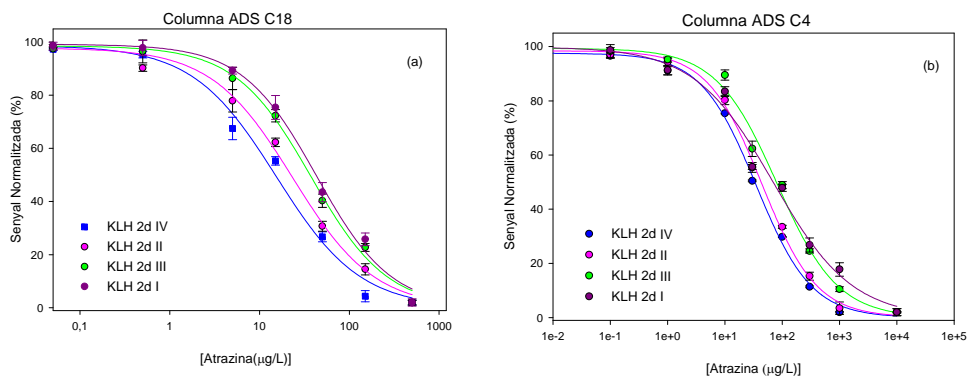 Columna ADS C18
(a)
Senyal Normalitzada (%)
100
80
60
40
20
0
KLH 2d IV
KLH 2d II
KLH 2d III
KLH 2d I
0,1
1
10
100
1000
[Atrazina(µg/L)]
Columna ADS C4
(b)
Senyal Normalitzada (%)
100
80
60
40
20
0
KLH 2d IV
KLH 2d II
KLH 2d III
KLH 2d I
1e-2
1e-1
1e+0
1e+1
1e+2
1e+3
1e+4
1e+5
[Atrazina (µg/L)]